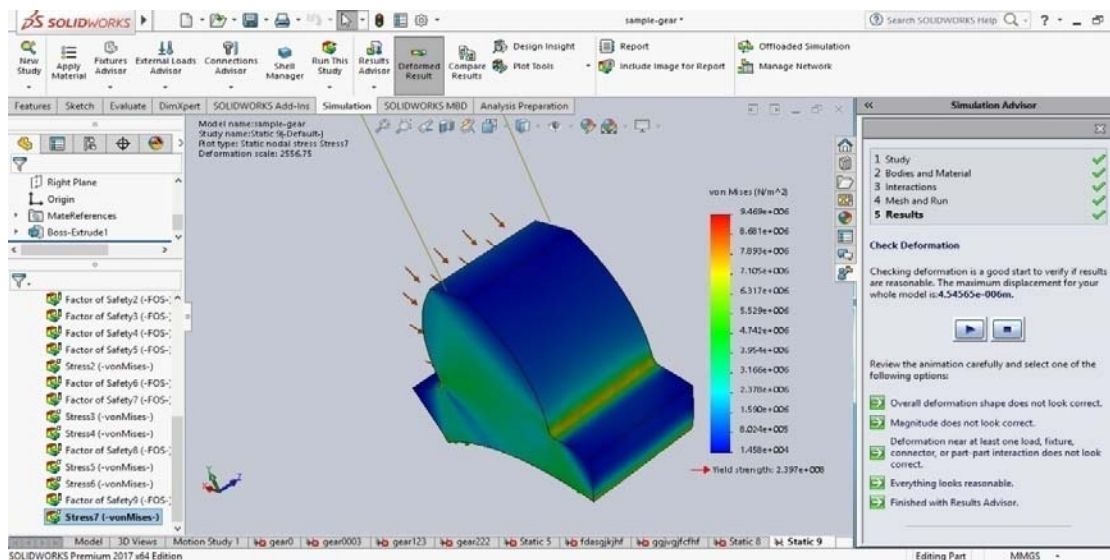 SOLIDWORKS
sample-gear *
Search SOLIDWORKS Help
New Study
Apply Material
Fixtures Advisor
External Loads Advisor
Connections Advisor
Shell Manager
Run This Study
Results Advisor
Deformed Result
Compare Results
Design Insight
Plot Tools
Report
Include Image for Report
Offloaded Simulation
Manage Network
Features
Sketch
Evaluate
DimXpert
SOLIDWORKS Add-Ins
Simulation
SOLIDWORKS MBD
Analysis Preparation
Right Plane
Origin
MateReferences
Boss-Extrude1
Factor of Safety2 (-FOS-)
Factor of Safety3 (-FOS-)
Factor of Safety4 (-FOS-)
Factor of Safety5 (-FOS-)
Stress2 (-vonMises-)
Factor of Safety6 (-FOS-)
Factor of Safety7 (-FOS-)
Stress3 (-vonMises-)
Stress4 (-vonMises-)
Factor of Safety8 (-FOS-)
Stress5 (-vonMises-)
Stress6 (-vonMises-)
Factor of Safety9 (-FOS-)
Stress7 (-vonMises-)
Model name:sample-gear
Study name:Static 9(-Default-)
Plot type: Static nodal stress Stress7
Deformation scale: 2556.75
von Mises (N/m^2)
9.469e+006
8.681e+006
7.893e+006
7.105e+006
6.317e+006
5.529e+006
4.742e+006
3.954e+006
3.166e+006
2.378e+006
1.590e+006
8.024e+005
1.458e+004
Yield strength: 2.397e+008
Simulation Advisor
1 Study
2 Bodies and Material
3 Interactions
4 Mesh and Run
5 Results
Check Deformation
Checking deformation is a good start to verify if results
are reasonable. The maximum displacement for your
whole model is:4.54565e-006m.
Review the animation carefully and select one of the
following options:
Overall deformation shape does not look correct.
Magnitude does not look correct.
Deformation near at least one load, fixture,
connector, or part-part interaction does not look
correct.
Everything looks reasonable.
Finished with Results Advisor.
Model
3D Views
Motion Study 1
gear0
gear0003
gear123
gear222
Static 5
fdasgjkjhf
ggjvgjfcfhf
Static 8
Static 9
SOLIDWORKS Premium 2017 x64 Edition
Editing Part
MMGS